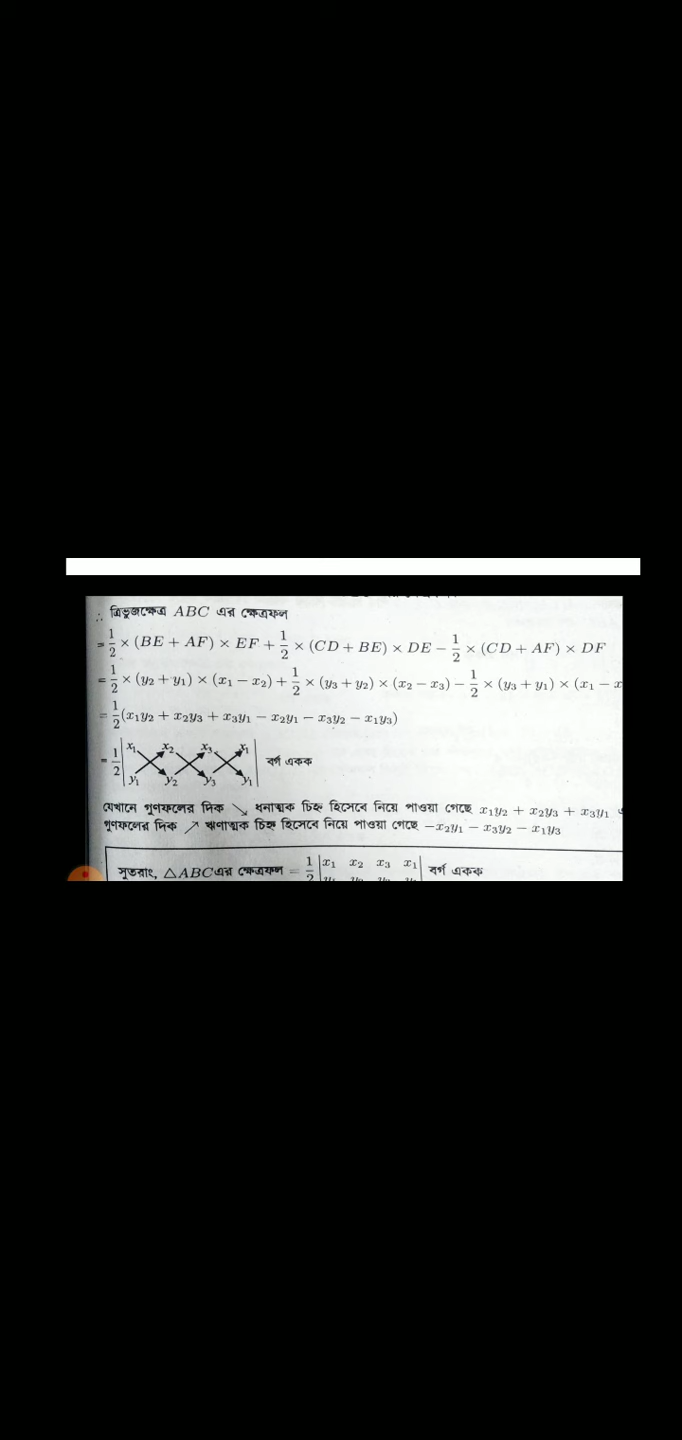 ∴ ত্রিভুজক্ষেত্র ABC এর ক্ষেত্রফল
= 1/2 × (BE + AF) × EF + 1/2 × (CD + BE) × DE − 1/2 × (CD + AF) × DF
= 1/2 × (y₂ + y₁) × (x₁ − x₂) + 1/2 × (y₃ + y₂) × (x₂ − x₃) − 1/2 × (y₃ + y₁) × (x₁ − x
= 1/2 (x₁y₂ + x₂y₃ + x₃y₁ − x₂y₁ − x₃y₂ − x₁y₃)
x₁ x₂ x₃ x₁
= 1/2 | | বর্গ একক
y₁ y₂ y₃ y₁
যেখানে গুণফলের দিক ↘ ধনাত্মক চিহ্ন হিসেবে নিয়ে পাওয়া গেছে x₁y₂ + x₂y₃ + x₃y₁
গুণফলের দিক ↗ ঋণাত্মক চিহ্ন হিসেবে নিয়ে পাওয়া গেছে −x₂y₁ − x₃y₂ − x₁y₃
সুতরাং, △ABCএর ক্ষেত্রফল = 1/2 | x₁ x₂ x₃ x₁ | বর্গ একক